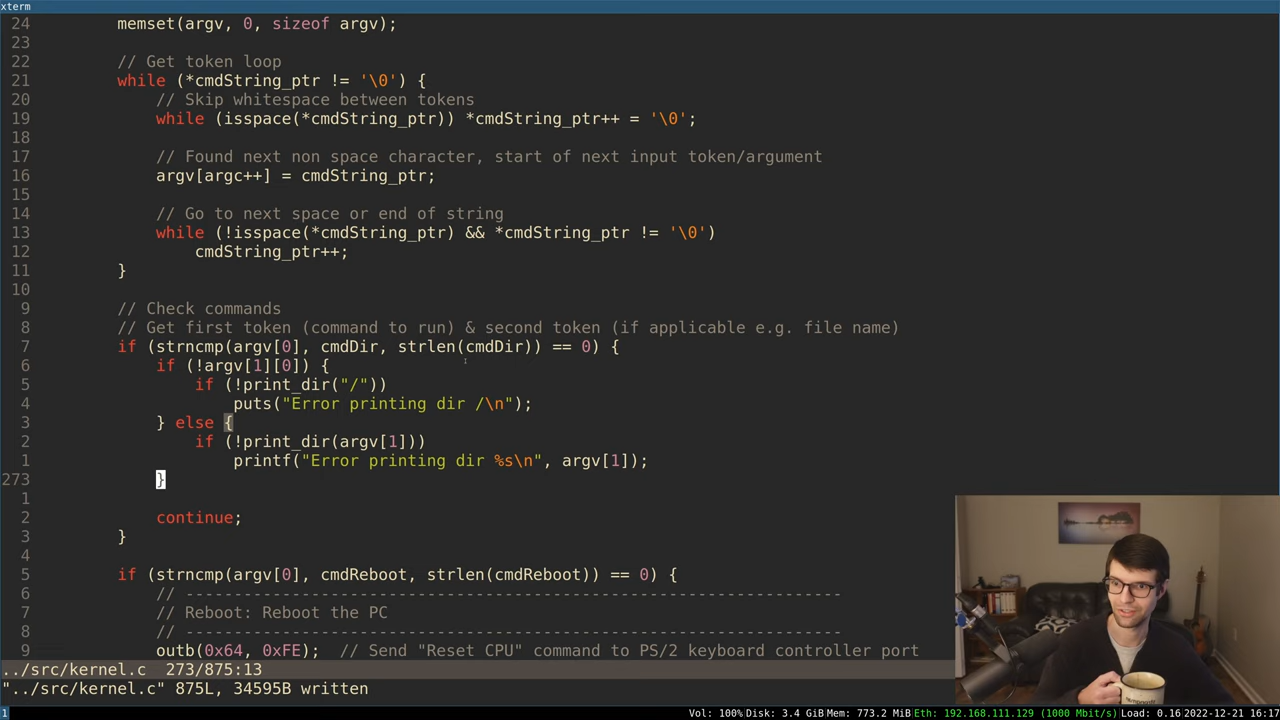 xterm
24 memset(argv, 0, sizeof argv);
23
22 // Get token loop
21 while (*cmdString_ptr != '\0') {
20 // Skip whitespace between tokens
19 while (isspace(*cmdString_ptr)) *cmdString_ptr++ = '\0';
18
17 // Found next non space character, start of next input token/argument
16 argv[argc++] = cmdString_ptr;
15
14 // Go to next space or end of string
13 while (!isspace(*cmdString_ptr) && *cmdString_ptr != '\0')
12 cmdString_ptr++;
11 }
10
9 // Check commands
8 // Get first token (command to run) & second token (if applicable e.g. file name)
7 if (strncmp(argv[0], cmdDir, strlen(cmdDir)) == 0) {
6 if (!argv[1][0]) {
5 if (!print_dir("/"))
4 puts("Error printing dir /\n");
3 } else {
2 if (!print_dir(argv[1]))
1 printf("Error printing dir %s\n", argv[1]);
273 }
1
2 continue;
3 }
4
5 if (strncmp(argv[0], cmdReboot, strlen(cmdReboot)) == 0) {
6 // --------------------------------------------------------------------
7 // Reboot: Reboot the PC
8 // --------------------------------------------------------------------
9 outb(0x64, 0xFE); // Send "Reset CPU" command to PS/2 keyboard controller port
../src/kernel.c 273/875:13
"../src/kernel.c" 875L, 34595B written
1 Vol: 100% Disk: 3.4 GiB Mem: 773.2 MiB Eth: 192.168.111.129 (1000 Mbit/s) Load: 0.16 2022-12-21 16:17